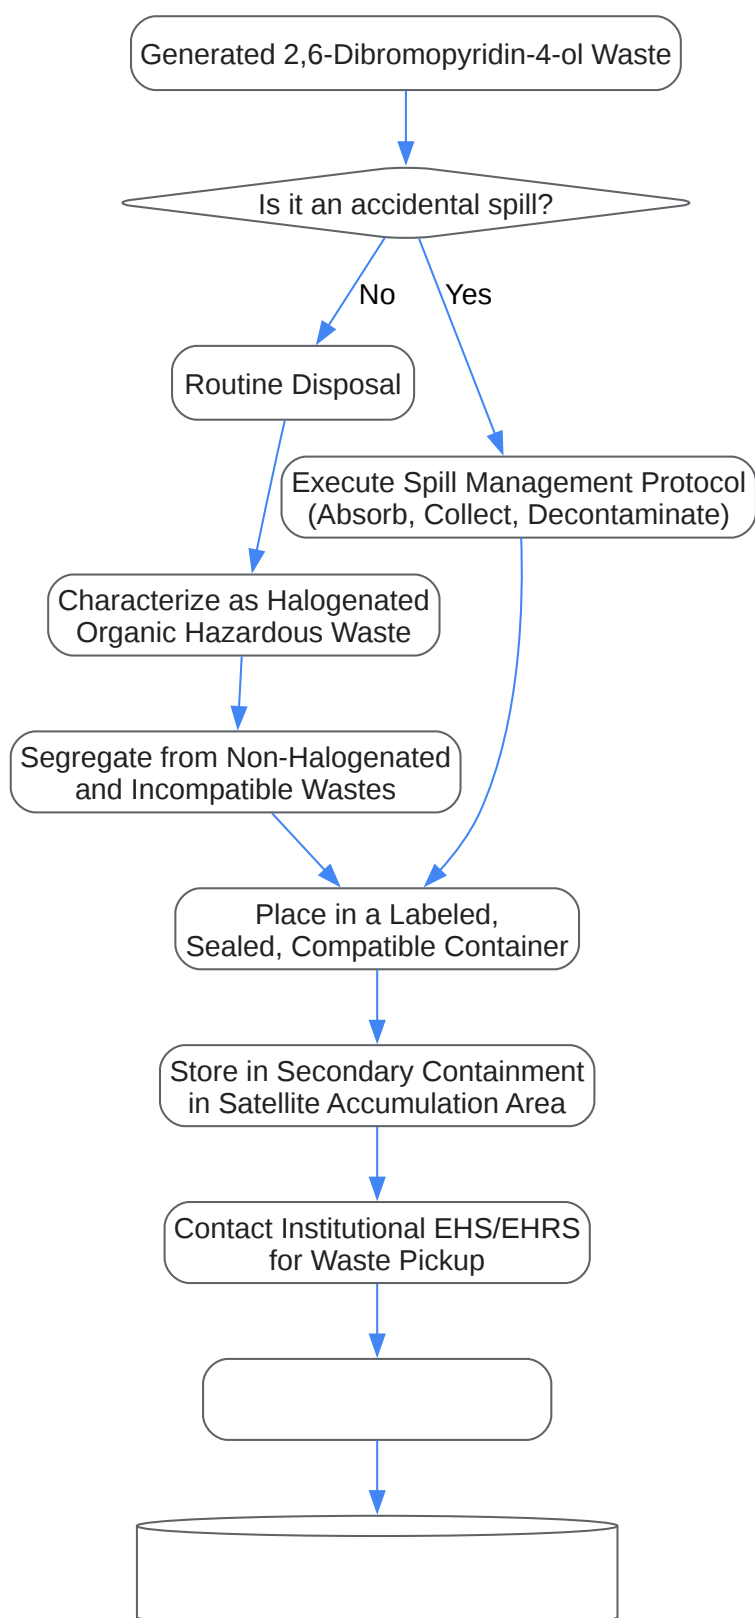 Generated 2,6-Dibromopyridin-4-ol Waste
Is it an accidental spill?
No
Yes
Routine Disposal
Execute Spill Management Protocol
(Absorb, Collect, Decontaminate)
Characterize as Halogenated
Organic Hazardous Waste
Segregate from Non-Halogenated
and Incompatible Wastes
Place in a Labeled,
Sealed, Compatible Container
Store in Secondary Containment
in Satellite Accumulation Area
Contact Institutional EHS/EHRS
for Waste Pickup